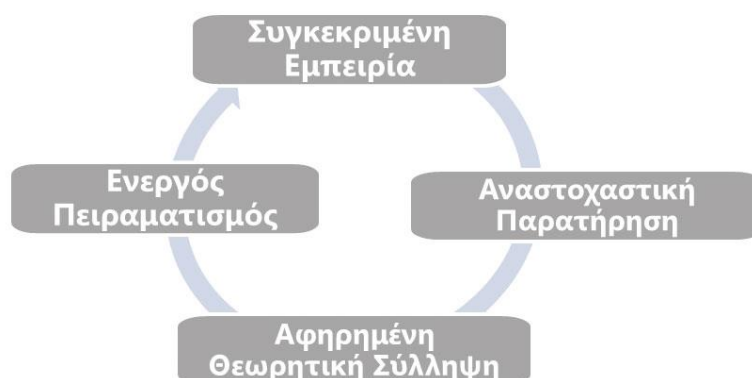 Συγκεκριμένη
Εμπειρία
Ενεργός
Πειραματισμός
Αναστοχαστική
Παρατήρηση
Αφηρημένη
Θεωρητική Σύλληψη